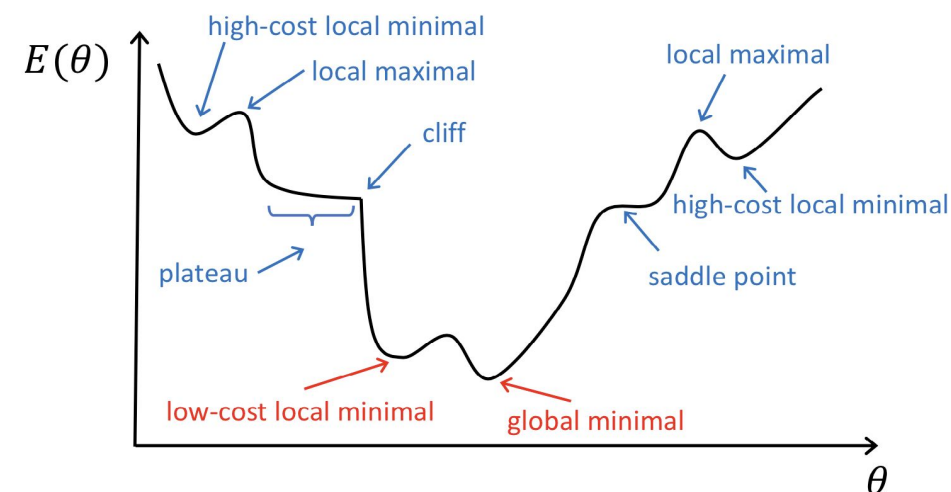 high-cost local minimal
E(θ)
local maximal
local maximal
cliff
high-cost local minimal
plateau
saddle point
low-cost local minimal
global minimal
θ